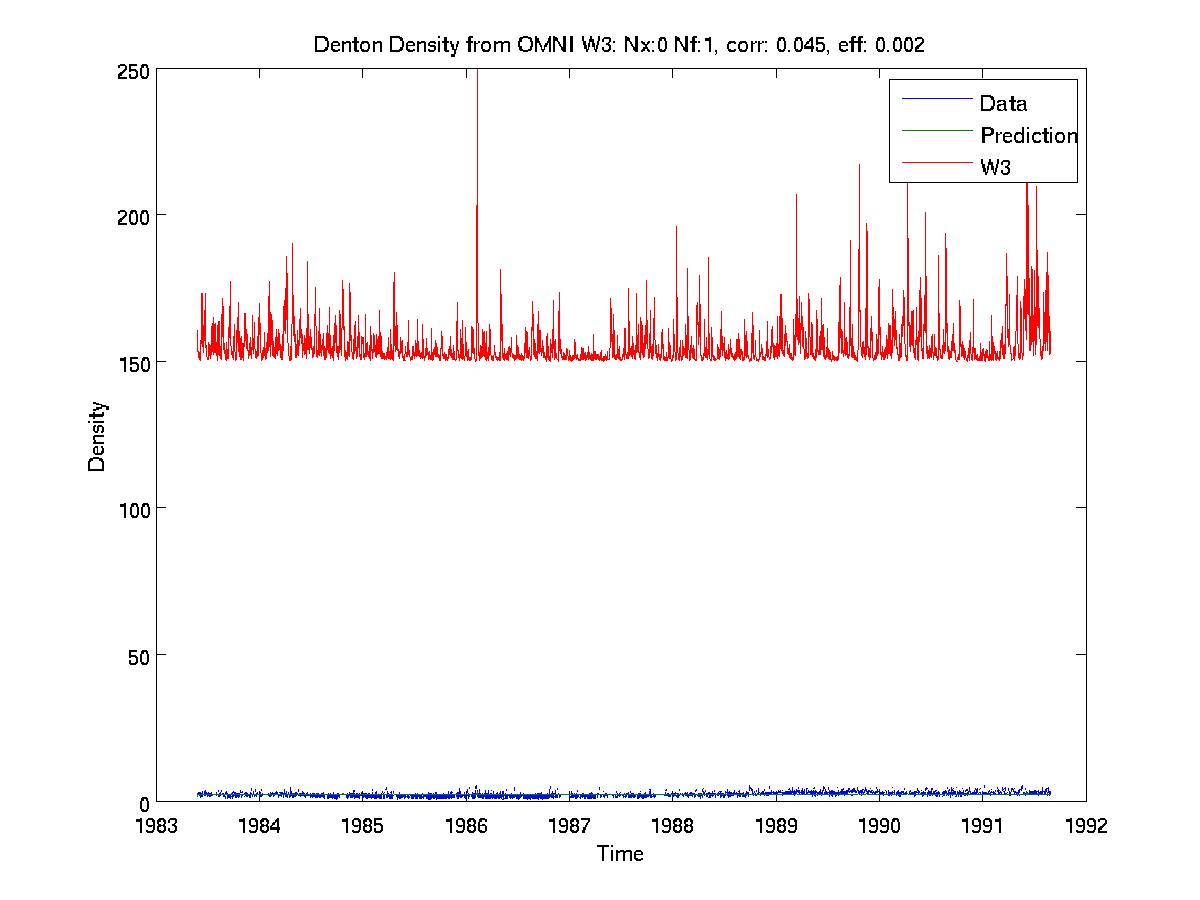 Denton Density from OMNI W3: Nx:0 Nf:1, corr: 0.045, eff: 0.002
250
200
150
100
50
0
Density
Data
Prediction
W3
1983 1984 1985 1986 1987 1988 1989 1990 1991 1992
Time